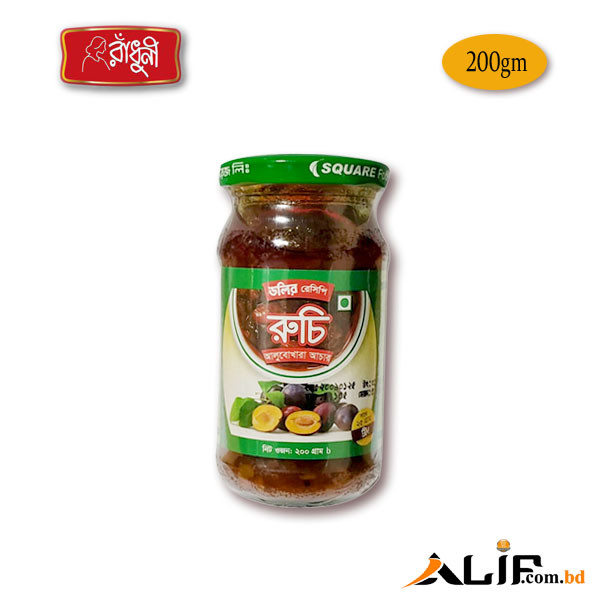 রাঁধুনী
200gm
লিঃ
SQUARE
ডলির রেসিপি
রুচি
আলুবোখারা আচার
নিট ওজন: ২০০ গ্রাম b
ALIF.com.bd